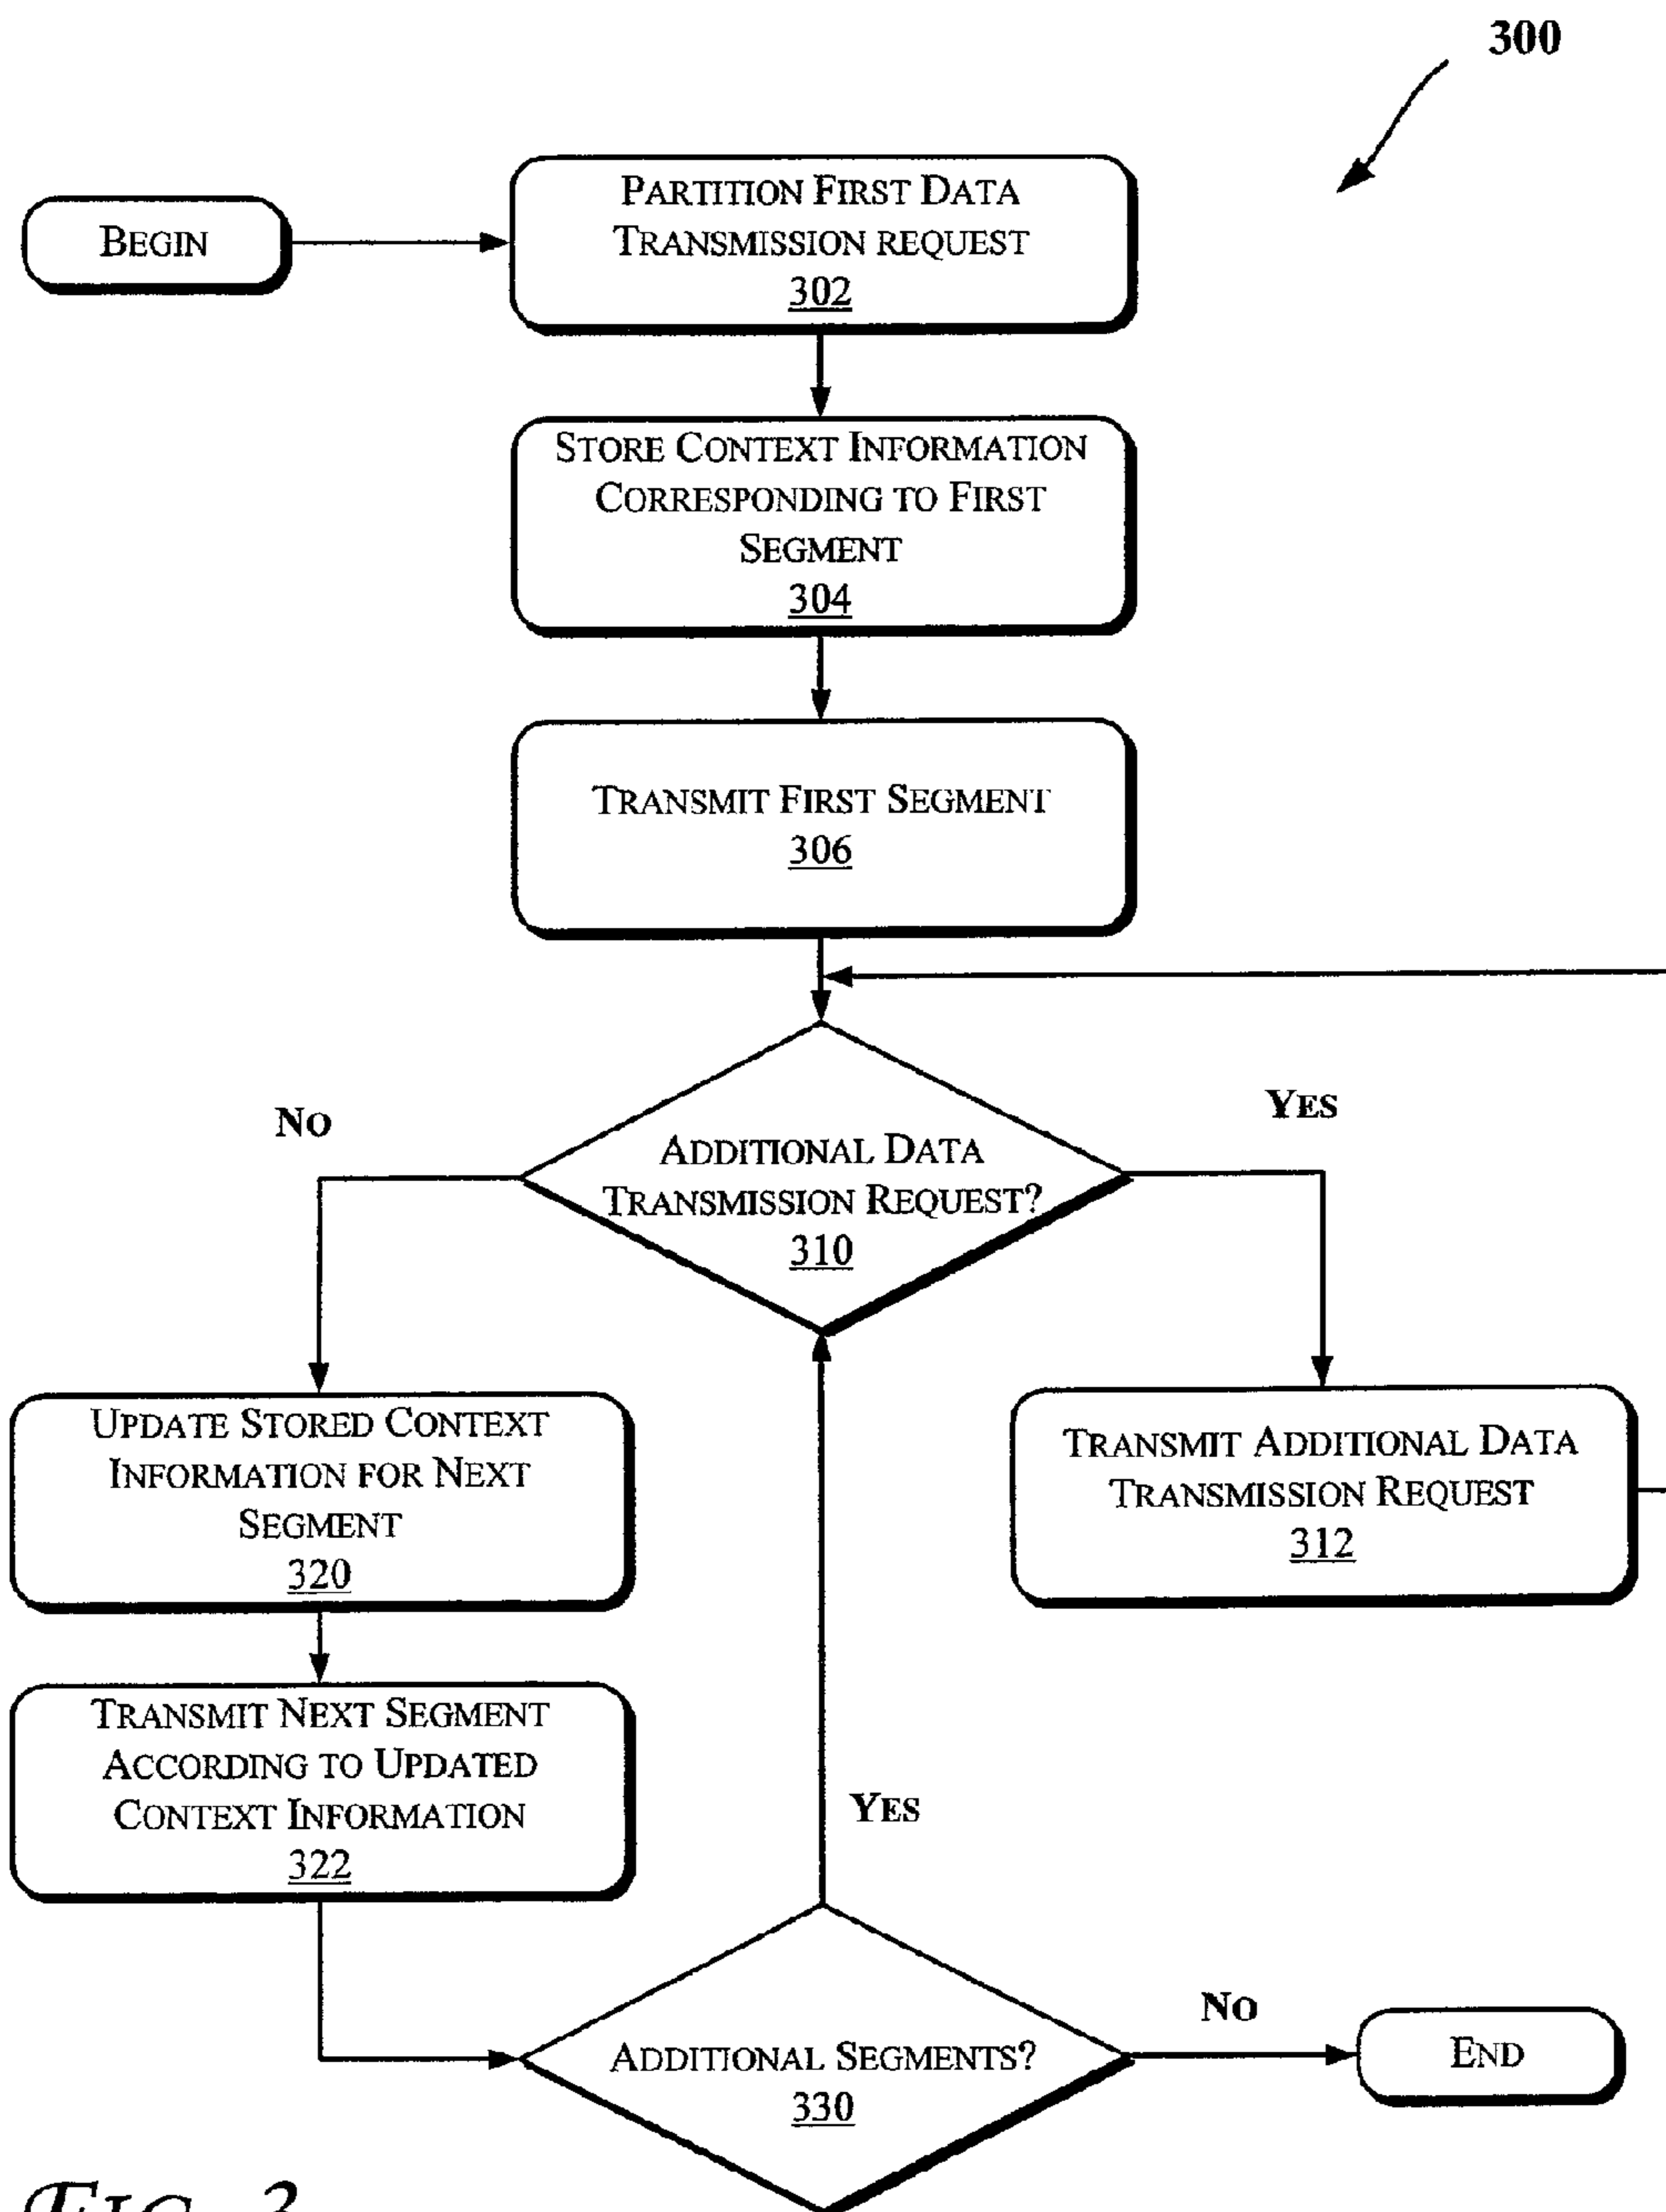 300
BEGIN
PARTITION FIRST DATA
TRANSMISSION REQUEST
302
STORE CONTEXT INFORMATION
CORRESPONDING TO FIRST
SEGMENT
304
TRANSMIT FIRST SEGMENT
306
NO
YES
ADDITIONAL DATA
TRANSMISSION REQUEST?
310
UPDATE STORED CONTEXT
INFORMATION FOR NEXT
SEGMENT
320
TRANSMIT ADDITIONAL DATA
TRANSMISSION REQUEST
312
TRANSMIT NEXT SEGMENT
ACCORDING TO UPDATED
CONTEXT INFORMATION
322
YES
ADDITIONAL SEGMENTS?
330
NO
END
FIG. 3